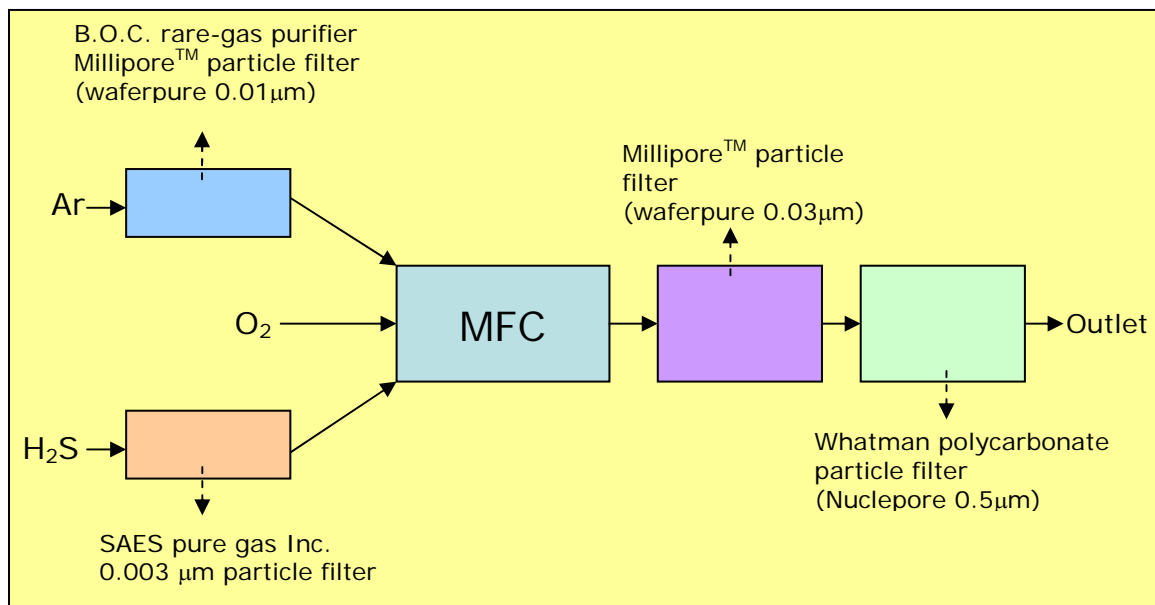 B.O.C. rare-gas purifier
Millipore™ particle filter
(waferpure 0.01μm)
Ar
Millipore™ particle
filter
(waferpure 0.03μm)
O₂
MFC
Outlet
H₂S
Whatman polycarbonate
particle filter
(Nuclepore 0.5μm)
SAES pure gas Inc.
0.003 μm particle filter